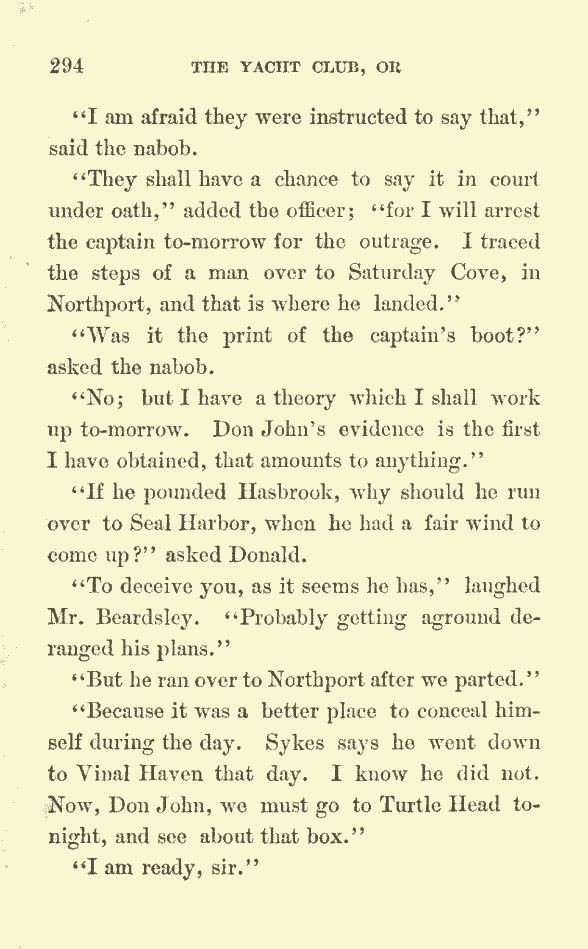 294 THE YACHT CLUB, OR
"I am afraid they were instructed to say that,"
said the nabob.
"They shall have a chance to say it in court
under oath," added the officer; "for I will arrest
the captain to-morrow for the outrage. I traced
the steps of a man over to Saturday Cove, in
Northport, and that is where he landed."
"Was it the print of the captain's boot?"
asked the nabob.
"No; but I have a theory which I shall work
up to-morrow. Don John's evidence is the first
I have obtained, that amounts to anything."
"If he pounded Hasbrook, why should he run
over to Seal Harbor, when he had a fair wind to
come up?" asked Donald.
"To deceive you, as it seems he has," laughed
Mr. Beardsley. "Probably getting aground de-
ranged his plans."
"But he ran over to Northport after we parted."
"Because it was a better place to conceal him-
self during the day. Sykes says he went down
to Vinal Haven that day. I know he did not.
Now, Don John, we must go to Turtle Head to-
night, and see about that box."
"I am ready, sir."